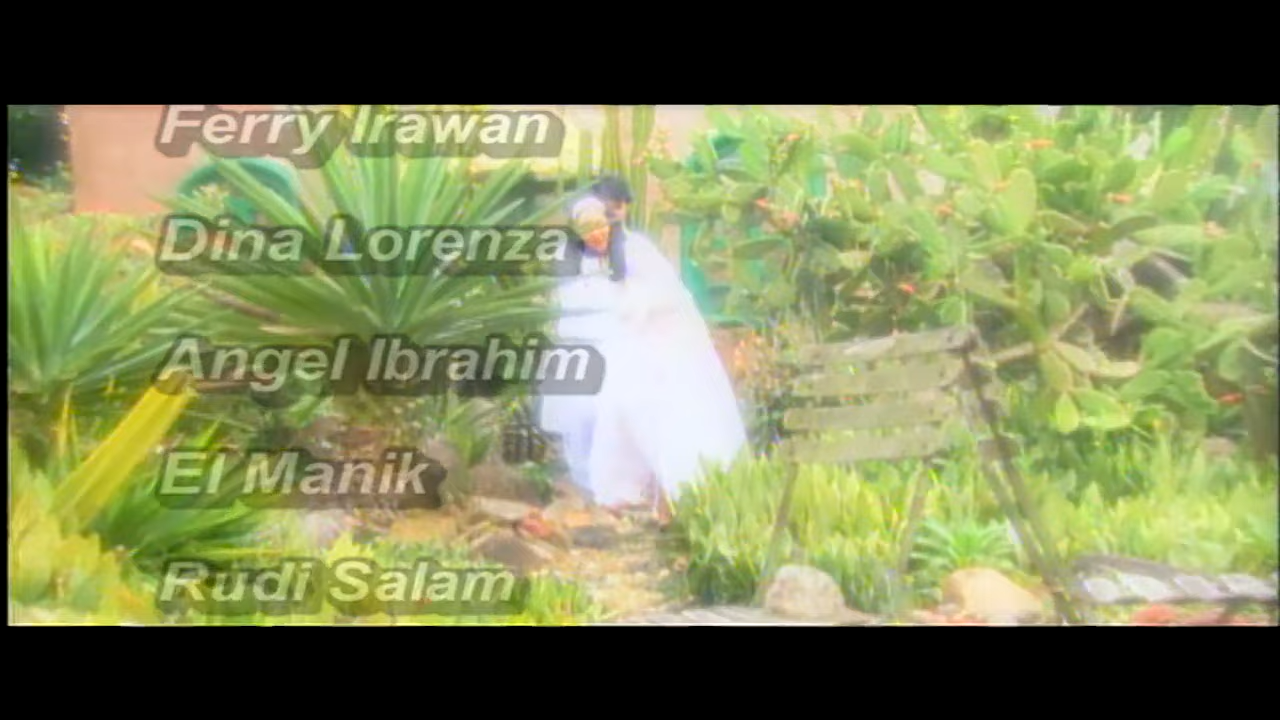 Ferry Irawan
Dina Lorenza
Angel Ibrahim
El Manik
Rudi Salam